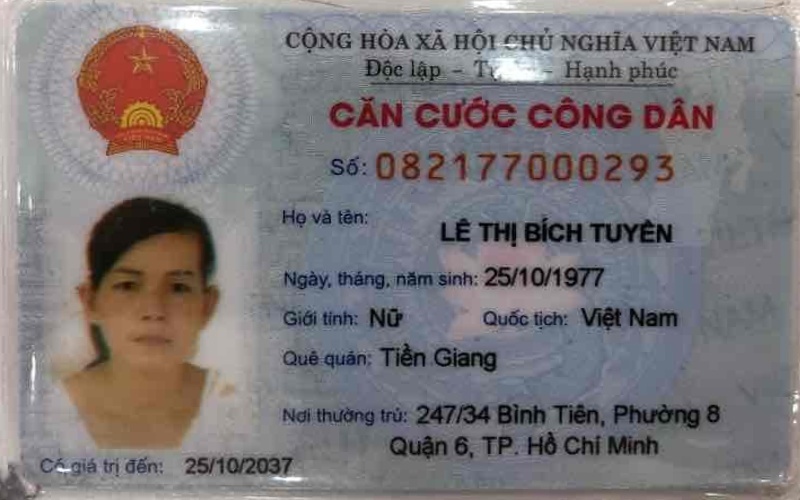 CỘNG HÒA XÃ HỘI CHỦ NGHĨA VIỆT NAM
Độc lập – – Hạnh phúc
CĂN CƯỚC CÔNG DÂN
Số: 082177000293
Họ và tên:
LÊ THỊ BÍCH TUYỀN
Ngày, tháng, năm sinh: 25/10/1977
Giới tính: Nữ Quốc tịch: Việt Nam
Quê quán: Tiền Giang
Nơi thường trú: 247/34 Bình Tiên, Phường 8
Quận 6, TP. Hồ Chí Minh
Có giá trị đến: 25/10/2037